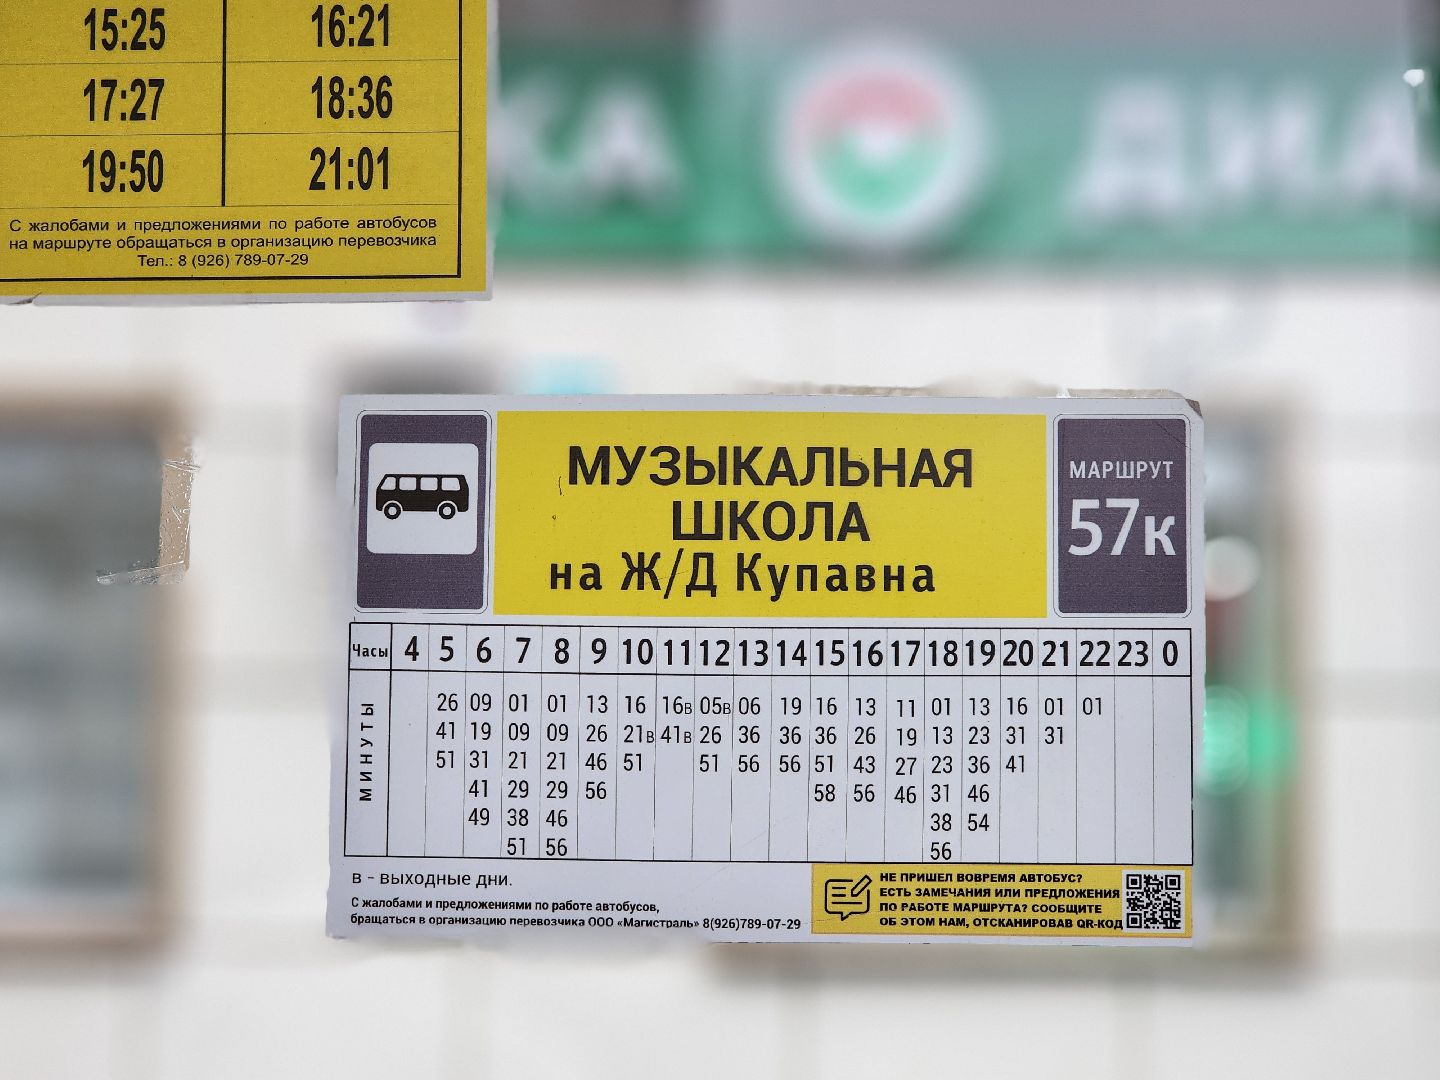 15:25 16:21
17:27 18:36
19:50 21:01
С жалобами и предложениями по работе автобусов
на маршруте обращаться в организацию перевозчика
Тел.: 8 (926) 789-07-29
КА ДИА
МУЗЫКАЛЬНАЯ
ШКОЛА
на Ж/Д Купавна
МАРШРУТ
57к
Часы 4 5 6 7 8 9 10 11 12 13 14 15 16 17 18 19 20 21 22 23 0
МИНУТЫ
26 09 01 01 13 16 16в 05в 06 19 16 13 11 01 13 16 01 01
41 19 09 09 26 21в 41в 26 36 36 36 26 19 13 23 31 31
51 31 21 21 46 51 51 56 56 51 43 27 23 36 41
41 29 29 56 58 56 46 31 46
49 38 46 38 54
51 56 56
в - выходные дни.
С жалобами и предложениями по работе автобусов,
бращаться в организацию перевозчика ООО «Магистраль» 8(926)789-07-29
НЕ ПРИШЕЛ ВОВРЕМЯ АВТОБУС?
ЕСТЬ ЗАМЕЧАНИЯ ИЛИ ПРЕДЛОЖЕНИЯ
ПО РАБОТЕ МАРШРУТА? СООБЩИТЕ
ОБ ЭТОМ НАМ, ОТСКАНИРОВАВ QR-КОД